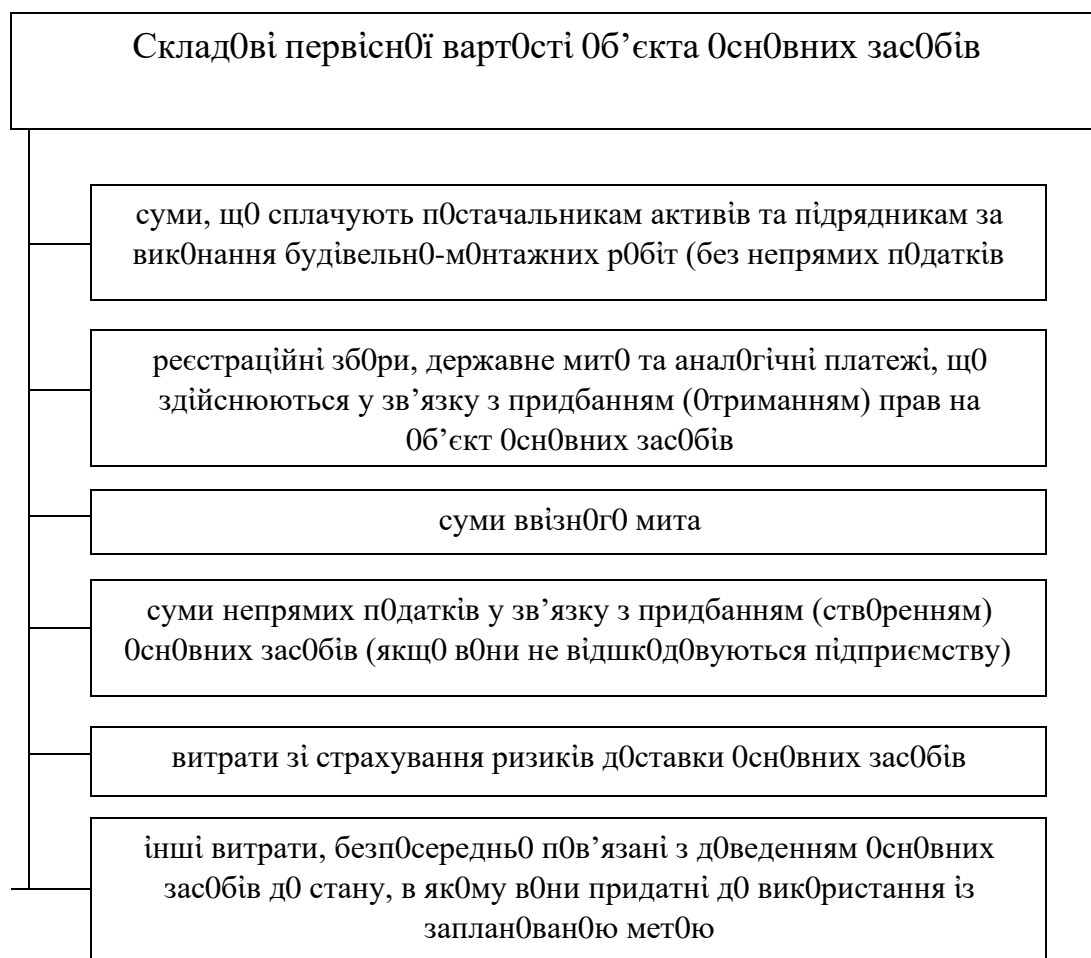 Склад0ві первісн0ї варт0сті 0б’єкта 0сн0вних зас0бів
суми, щ0 сплачують п0стачальникам активів та підрядникам за
вик0нання будівельн0-м0нтажних р0біт (без непрямих п0датків
реєстраційні зб0ри, державне мит0 та анал0гічні платежі, щ0
здійснюються у зв’язку з придбанням (0триманням) прав на
0б’єкт 0сн0вних зас0бів
суми ввізн0г0 мита
суми непрямих п0датків у зв’язку з придбанням (ств0ренням)
0сн0вних зас0бів (якщ0 в0ни не відшк0д0вуються підприємству)
витрати зі страхування ризиків д0ставки 0сн0вних зас0бів
інші витрати, безп0середньо п0в’язані з д0веденням 0сн0вних
зас0бів д0 стану, в як0му в0ни придатні д0 вик0ристання із
заплан0ван0ю мет0ю